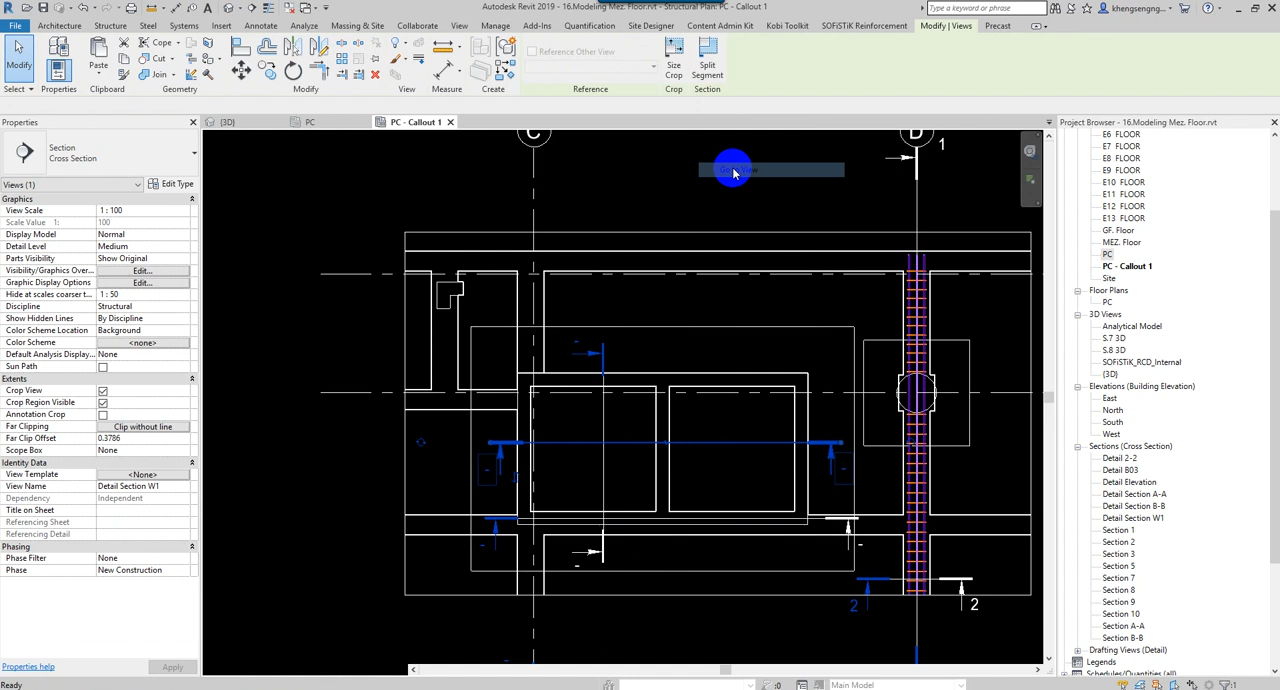 Autodesk Revit 2019 - 16.Modeling Mez. Floor.rvt - Structural Plan: PC - Callout 1
Type a keyword or phrase
khengsengng...
File Architecture Structure Steel Systems Insert Annotate Analyze Massing & Site Collaborate View Manage Add-Ins Quantification Site Designer Content Admin Kit Kobi Toolkit SOFiSTiK Reinforcement Modify | Views Precast
Modify
Paste
Cope
Cut
Join
Reference Other View
Size Crop
Split Segment
Select Properties Clipboard Geometry Modify View Measure Create Reference Crop Section
Properties
{3D} PC PC - Callout 1
Project Browser - 16.Modeling Mez. Floor.rvt
Section
Cross Section
Views (1)
Edit Type
Graphics
View Scale 1 : 100
Scale Value 1: 100
Display Model Normal
Detail Level Medium
Parts Visibility Show Original
Visibility/Graphics Over... Edit...
Graphic Display Options Edit...
Hide at scales coarser t... 1 : 50
Discipline Structural
Show Hidden Lines By Discipline
Color Scheme Location Background
Color Scheme <none>
Default Analysis Display... None
Sun Path
Extents
Crop View
Crop Region Visible
Annotation Crop
Far Clipping Clip without line
Far Clip Offset 0.3786
Scope Box None
Identity Data
View Template <None>
View Name Detail Section W1
Dependency Independent
Title on Sheet
Referencing Sheet
Referencing Detail
Phasing
Phase Filter None
Phase New Construction
Properties help
Apply
C
D
1
2
2
E6 FLOOR
E7 FLOOR
E8 FLOOR
E9 FLOOR
E10 FLOOR
E11 FLOOR
E12 FLOOR
E13 FLOOR
GF. Floor
MEZ. Floor
PC
PC - Callout 1
Site
Floor Plans
PC
3D Views
Analytical Model
S.7 3D
S.8 3D
SOFiSTiK_RCD_Internal
{3D}
Elevations (Building Elevation)
East
North
South
West
Sections (Cross Section)
Detail 2-2
Detail B03
Detail Elevation
Detail Section A-A
Detail Section B-B
Detail Section W1
Section 1
Section 2
Section 3
Section 5
Section 7
Section 8
Section 9
Section 10
Section A-A
Section B-B
Drawing Views (Detail)
Legends
Schedules/Quantities (all)
Ready
:0
Main Model
:1